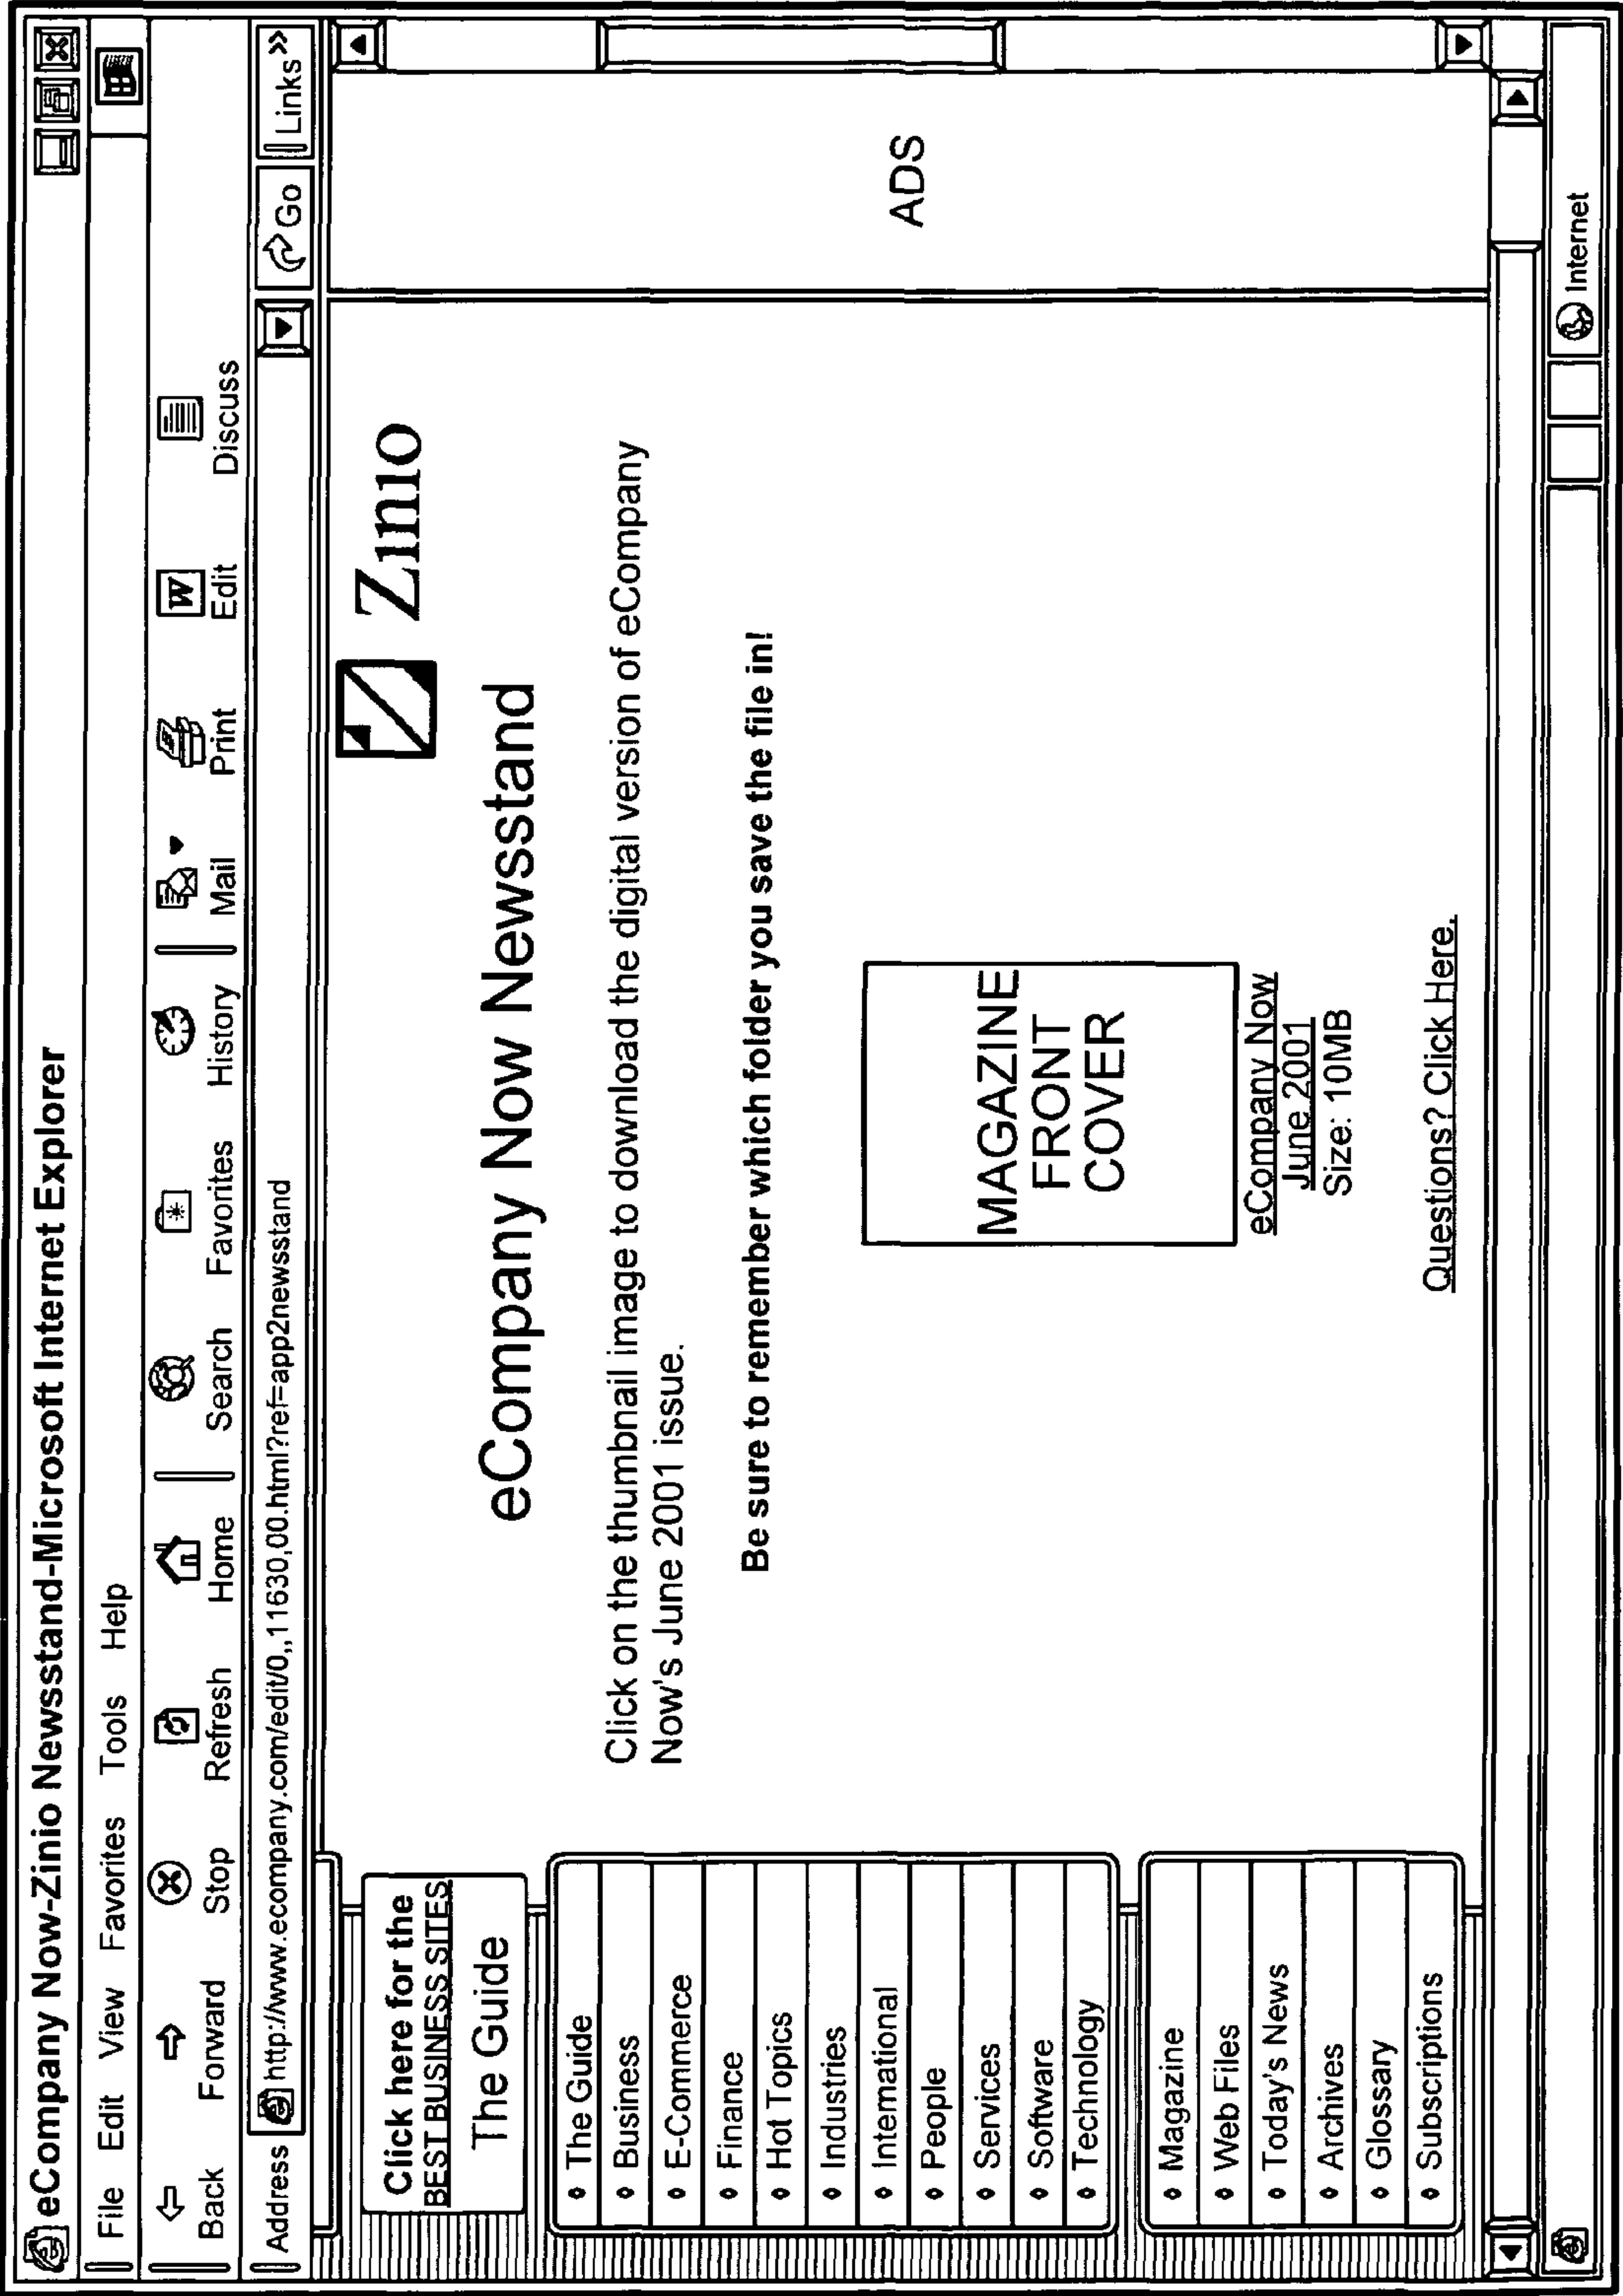 eCompany Now-Zinio Newsstand-Microsoft Internet Explorer
File Edit View Favorites Tools Help
Back Forward Stop Refresh Home Search Favorites History Mail Print Edit Discuss
Address http://www.ecompany.com/edit/0,,11630,00.html?ref=app2newsstand Go Links »
Zinio
Click here for the
BEST BUSINESS SITES
The Guide
The Guide
Business
E-Commerce
Finance
Hot Topics
Industries
International
People
Services
Software
Technology
Magazine
Web Files
Today's News
Archives
Glossary
Subscriptions
eCompany Now Newsstand
Click on the thumbnail image to download the digital version of eCompany
Now's June 2001 issue.
Be sure to remember which folder you save the file in!
MAGAZINE
FRONT
COVER
eCompany Now
June 2001
Size: 10MB
Questions? Click Here.
ADS
Internet